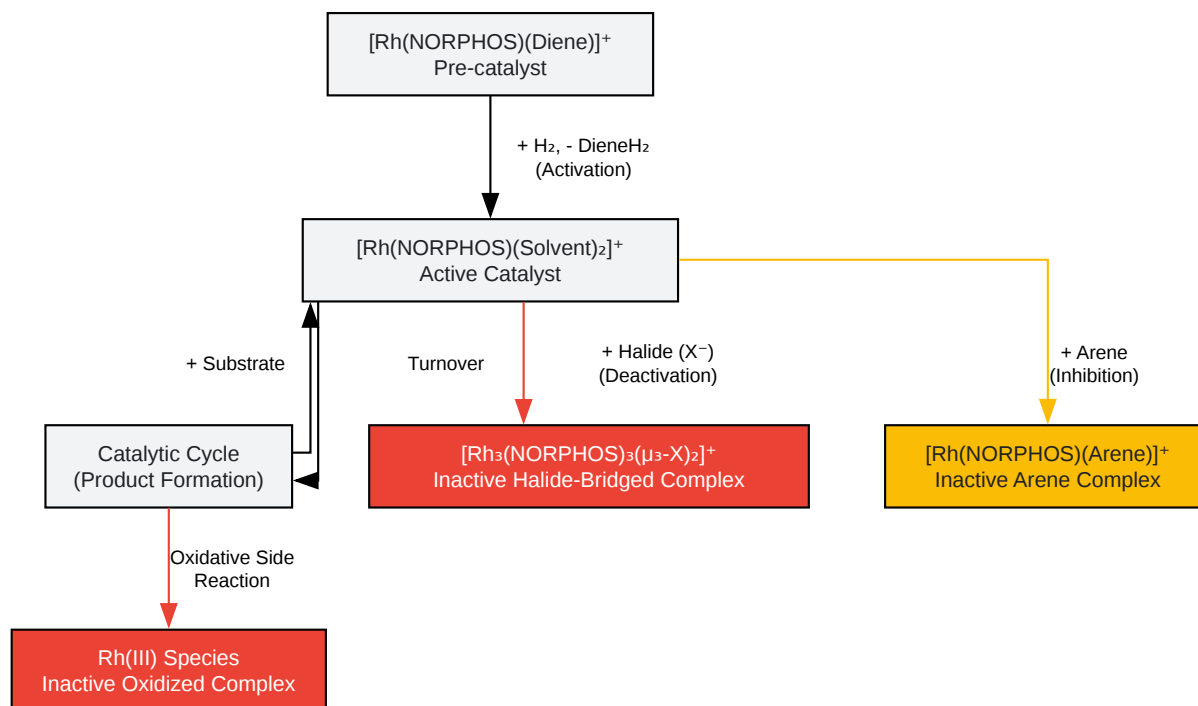 [Rh(NORPHOS)(Diene)]⁺
Pre-catalyst
+ H₂, - DieneH₂
(Activation)
[Rh(NORPHOS)(Solvent)₂]⁺
Active Catalyst
+ Substrate
Turnover
+ Halide (X⁻)
(Deactivation)
+ Arene
(Inhibition)
Catalytic Cycle
(Product Formation)
[Rh₃(NORPHOS)₃(μ₃-X)₂]⁺
Inactive Halide-Bridged Complex
[Rh(NORPHOS)(Arene)]⁺
Inactive Arene Complex
Oxidative Side
Reaction
Rh(III) Species
Inactive Oxidized Complex